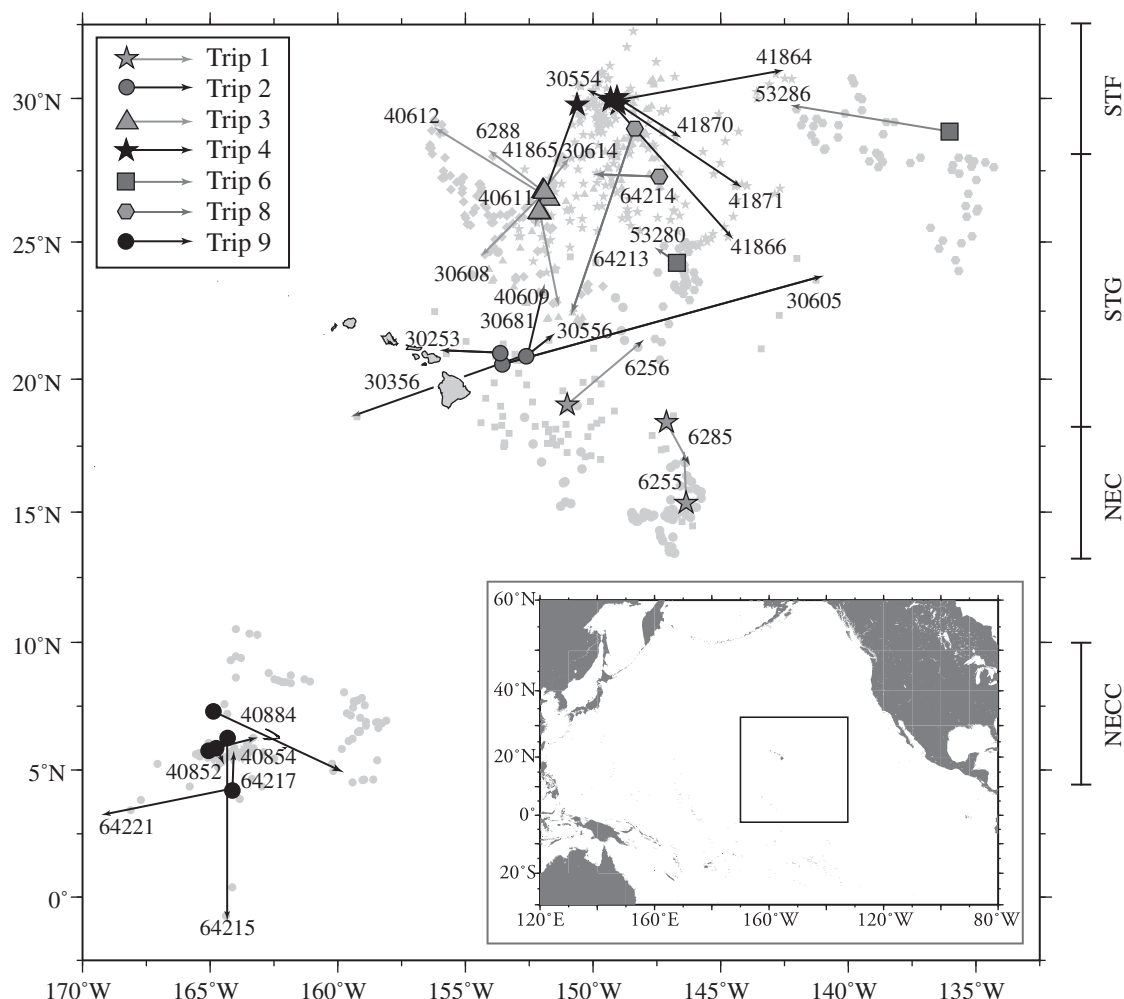 Trip 1
Trip 2
Trip 3
Trip 4
Trip 6
Trip 8
Trip 9
30°N
25°N
20°N
15°N
10°N
5°N
0°
170°W
165°W
160°W
155°W
150°W
145°W
140°W
135°W
STF
STG
NEC
NECC
41864
30554
53286
40612
6288
41870
41865
30614
40611
64214
41871
53280
41866
64213
30608
40609
30605
30681
30556
30253
6256
30356
6285
6255
40884
40854
40852
64217
64221
64215
60°N
40°N
20°N
0°
20°S
120°E
160°E
160°W
120°W
80°W